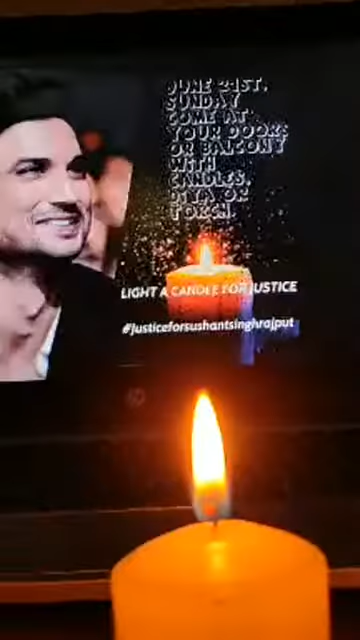 JUNE 21ST,
SUNDAY
COME AT
YOUR DOORS
OR BALCONY
WITH
CANDLES,
DIYA OR
TORCH.
LIGHT A CANDLE FOR JUSTICE
#justiceforsushantsinghrajput